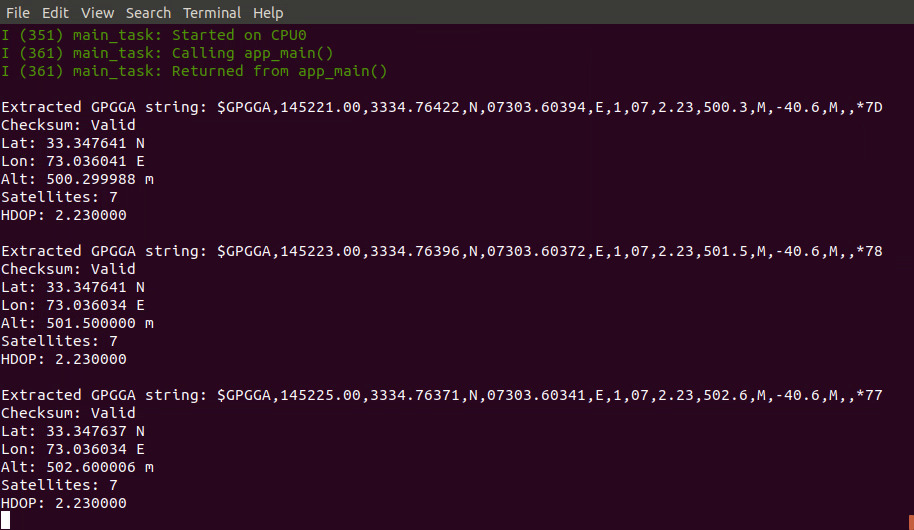 File Edit View Search Terminal Help
I (351) main_task: Started on CPU0
I (361) main_task: Calling app_main()
I (361) main_task: Returned from app_main()
Extracted GPGGA string: $GPGGA,145221.00,3334.76422,N,07303.60394,E,1,07,2.23,500.3,M,-40.6,M,,*7D
Checksum: Valid
Lat: 33.347641 N
Lon: 73.036041 E
Alt: 500.299988 m
Satellites: 7
HDOP: 2.230000
Extracted GPGGA string: $GPGGA,145223.00,3334.76396,N,07303.60372,E,1,07,2.23,501.5,M,-40.6,M,,*78
Checksum: Valid
Lat: 33.347641 N
Lon: 73.036034 E
Alt: 501.500000 m
Satellites: 7
HDOP: 2.230000
Extracted GPGGA string: $GPGGA,145225.00,3334.76371,N,07303.60341,E,1,07,2.23,502.6,M,-40.6,M,,*77
Checksum: Valid
Lat: 33.347637 N
Lon: 73.036034 E
Alt: 502.600006 m
Satellites: 7
HDOP: 2.230000